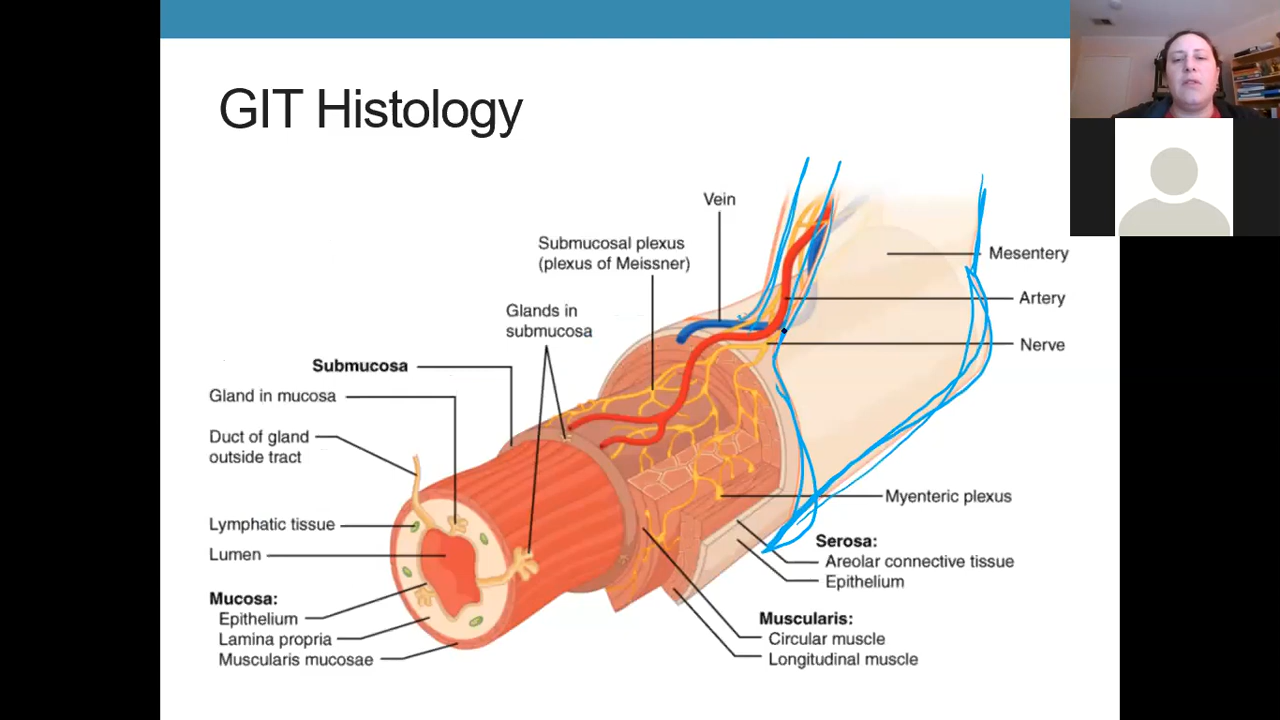 GIT Histology
Vein
Submucosal plexus
(plexus of Meissner)
Glands in
submucosa
Submucosa
Gland in mucosa
Duct of gland
outside tract
Lymphatic tissue
Lumen
Mucosa:
Epithelium
Lamina propria
Muscularis mucosae
Mesentery
Artery
Nerve
Myenteric plexus
Serosa:
Areolar connective tissue
Epithelium
Muscularis:
Circular muscle
Longitudinal muscle